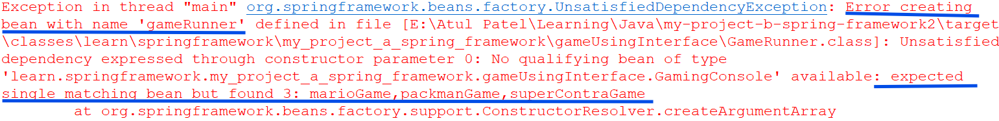 Exception in thread "main" org.springframework.beans.factory.UnsatisfiedDependencyException: Error creating
bean with name 'gameRunner' defined in file [E:\Atul Patel\Learning\Java\my-project-b-spring-framework2\target
\classes\learn\springframework\my_project_a_spring_framework\gameUsingInterface\GameRunner.class]: Unsatisfied
dependency expressed through constructor parameter 0: No qualifying bean of type
'learn.springframework.my_project_a_spring_framework.gameUsingInterface.GamingConsole' available: expected
single matching bean but found 3: marioGame,packmanGame,superContraGame
at org.springframework.beans.factory.support.ConstructorResolver.createArgumentArray